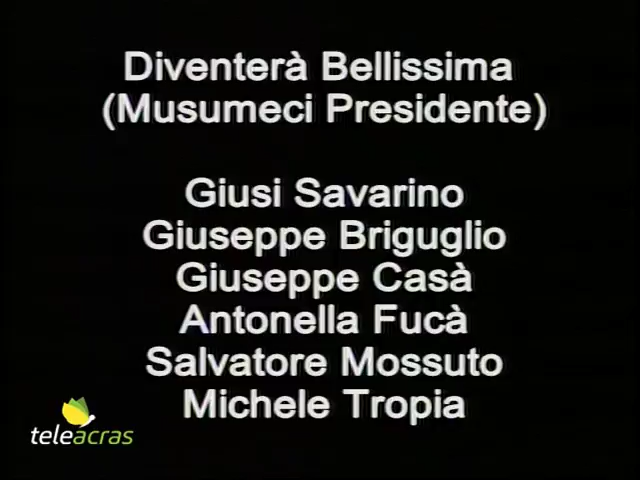 Diventerà Bellissima
(Musumeci Presidente)
Giusi Savarino
Giuseppe Briguglio
Giuseppe Casà
Antonella Fucà
Salvatore Mossuto
Michele Tropia
teleacras